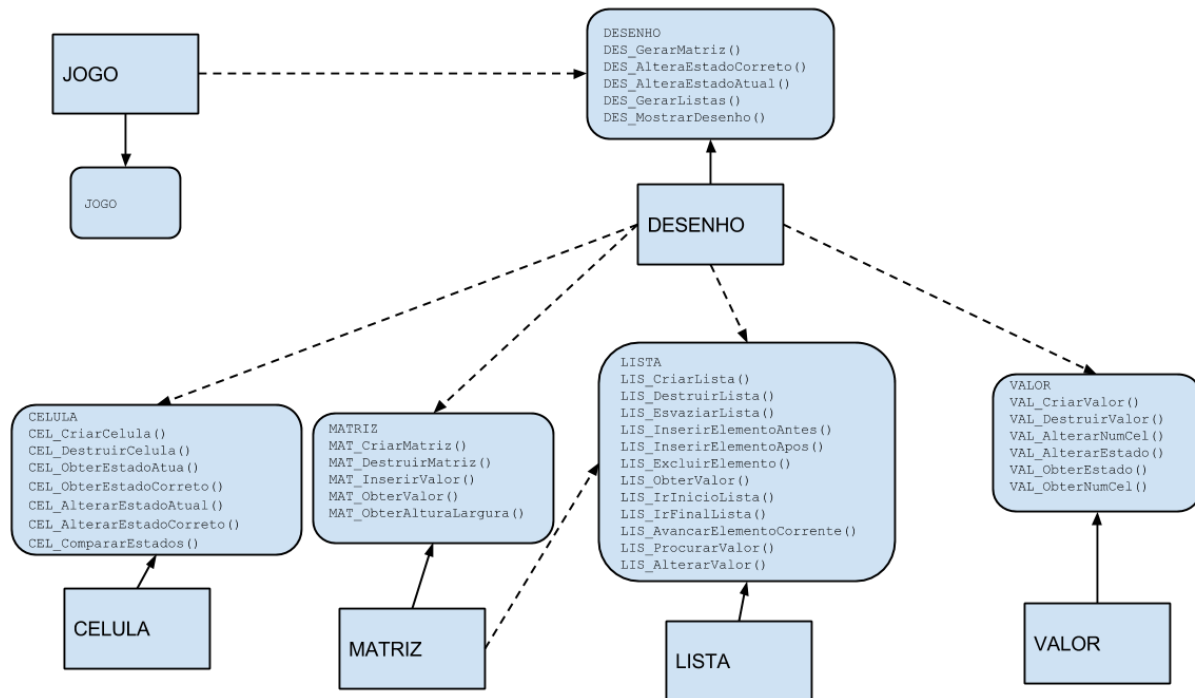 JOGO
DESENHO
DES_GerarMatriz()
DES_AlteraEstadoCorreto()
DES_AlteraEstadoAtual()
DES_GerarListas()
DES_MostrarDesenho()
JOGO
DESENHO
CELULA
CEL_CriarCelula()
CEL_DestruirCelula()
CEL_ObterEstadoAtua()
CEL_ObterEstadoCorreto()
CEL_AlterarEstadoAtual()
CEL_AlterarEstadoCorreto()
CEL_CompararEstados()
MATRIZ
MAT_CriarMatriz()
MAT_DestruirMatriz()
MAT_InserirValor()
MAT_ObterValor()
MAT_ObterAlturaLargura()
LISTA
LIS_CriarLista()
LIS_DestruirLista()
LIS_EsvaziarLista()
LIS_InserirElementoAntes()
LIS_InserirElementoApos()
LIS_ExcluirElemento()
LIS_ObterValor()
LIS_IrInicioLista()
LIS_IrFinalLista()
LIS_AvancarElementoCorrente()
LIS_ProcurarValor()
LIS_AlterarValor()
VALOR
VAL_CriarValor()
VAL_DestruirValor()
VAL_AlterarNumCel()
VAL_AlterarEstado()
VAL_ObterEstado()
VAL_ObterNumCel()
CELULA
MATRIZ
LISTA
VALOR